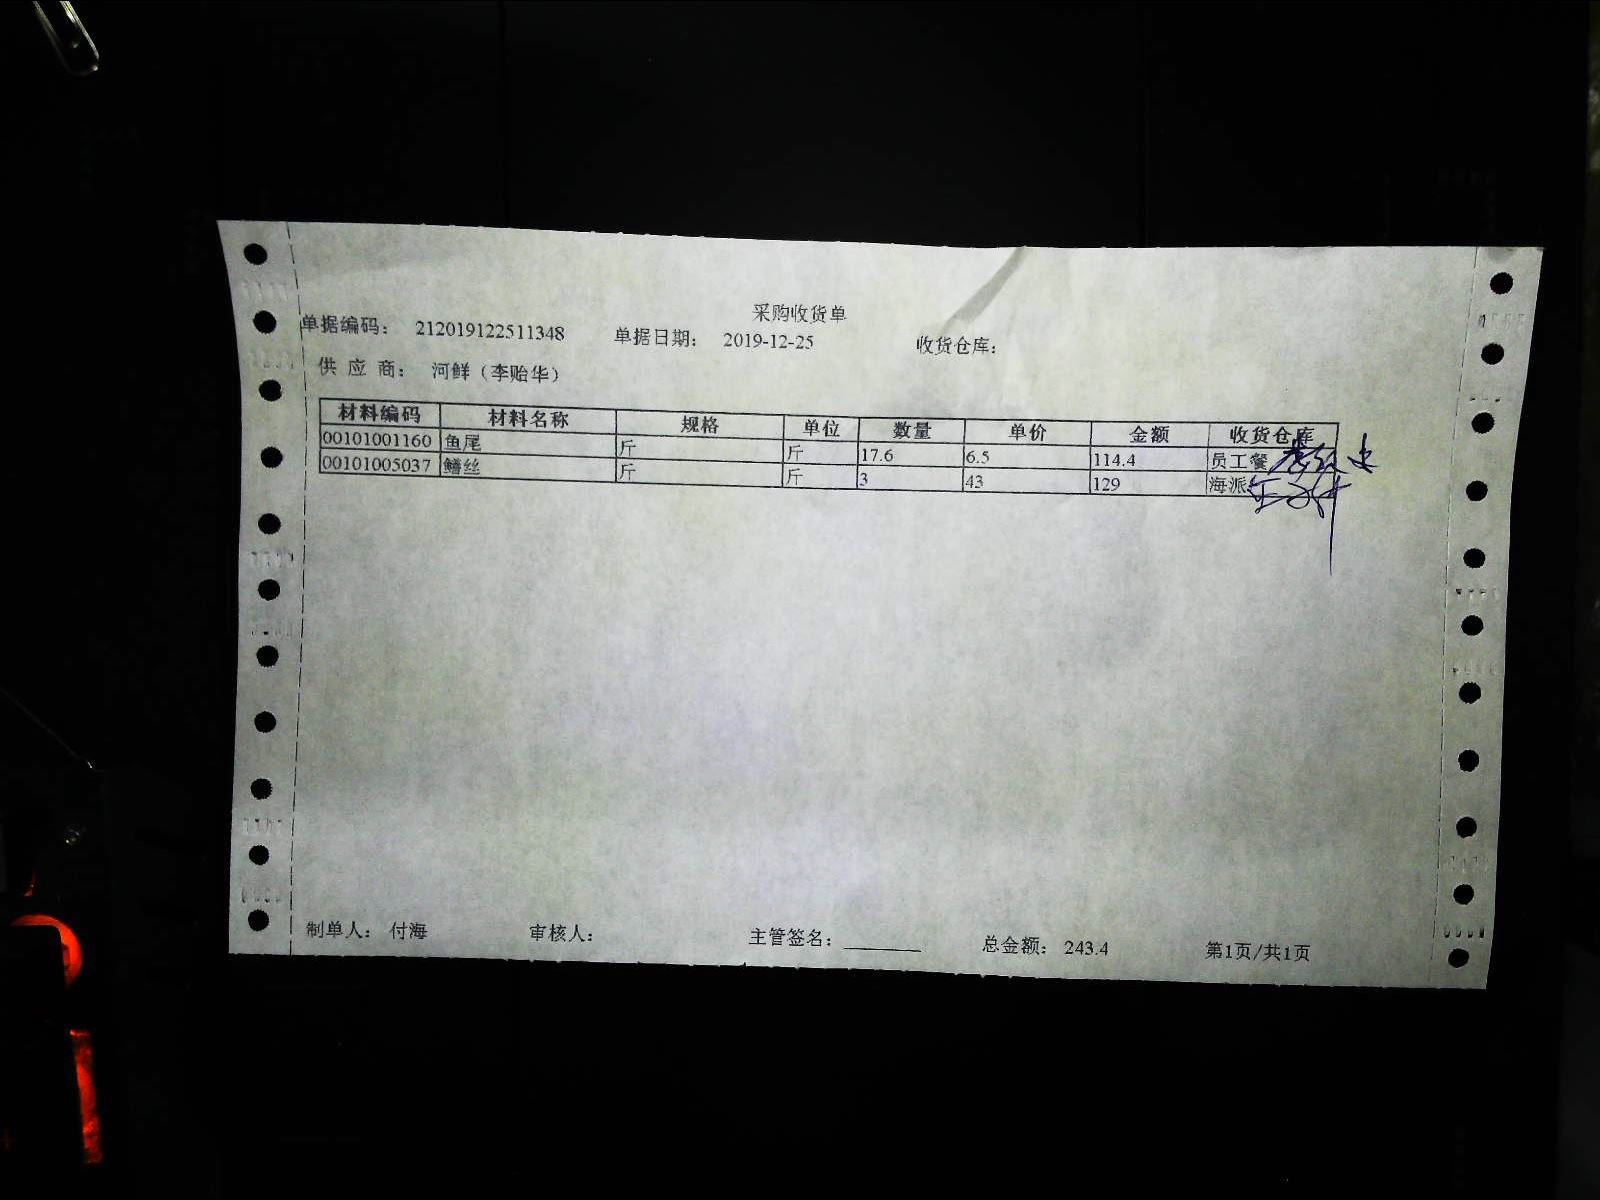 采购收货单
单据编码： 212019122511348 单据日期： 2019-12-25 收货仓库：
供 应 商： 河鲜（李贻华）
材料编码 材料名称 规格 单位 数量 单价 金额 收货仓库
00101001160 鱼尾 斤 斤 17.6 6.5 114.4 员工餐
00101005037 鳝丝 斤 斤 3 43 129 海派
制单人： 付海 审核人： 主管签名： 总金额： 243.4 第1页/共1页